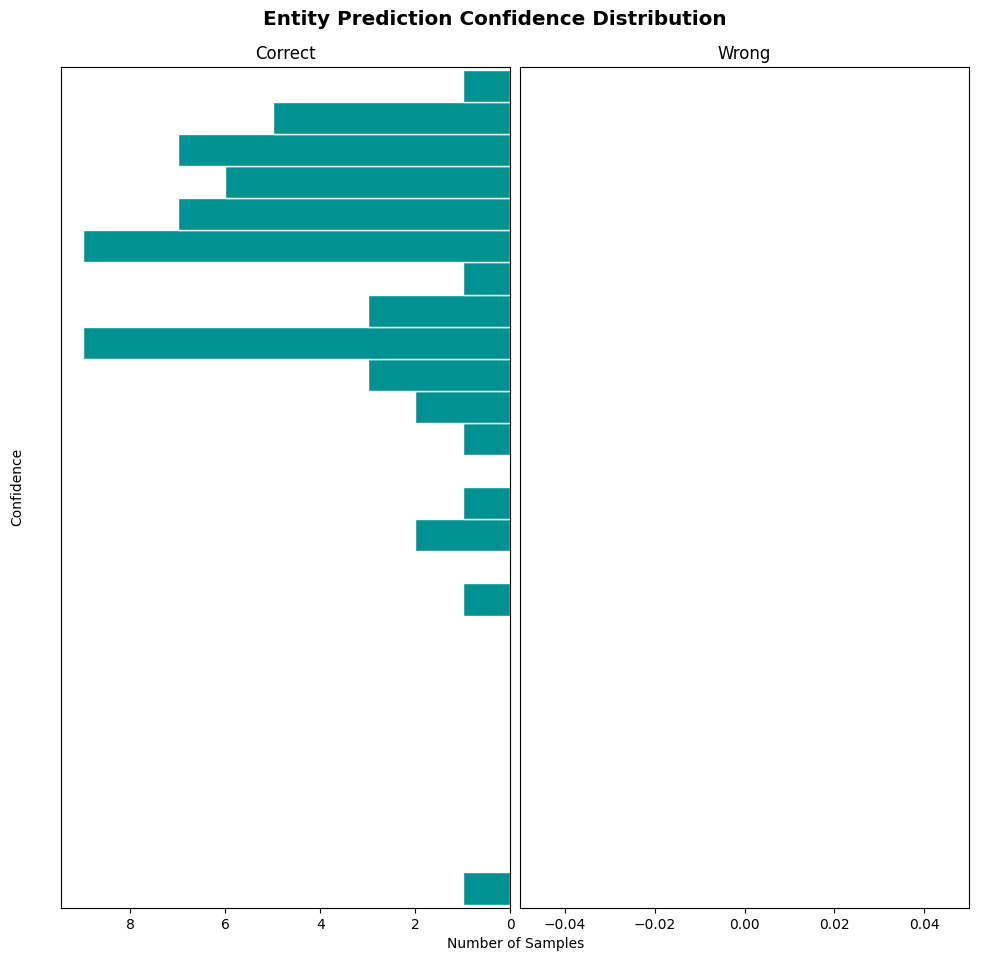 Entity Prediction Confidence Distribution
Correct
Wrong
Confidence
8 6 4 2 0
−0.04 −0.02 0.00 0.02 0.04
Number of Samples